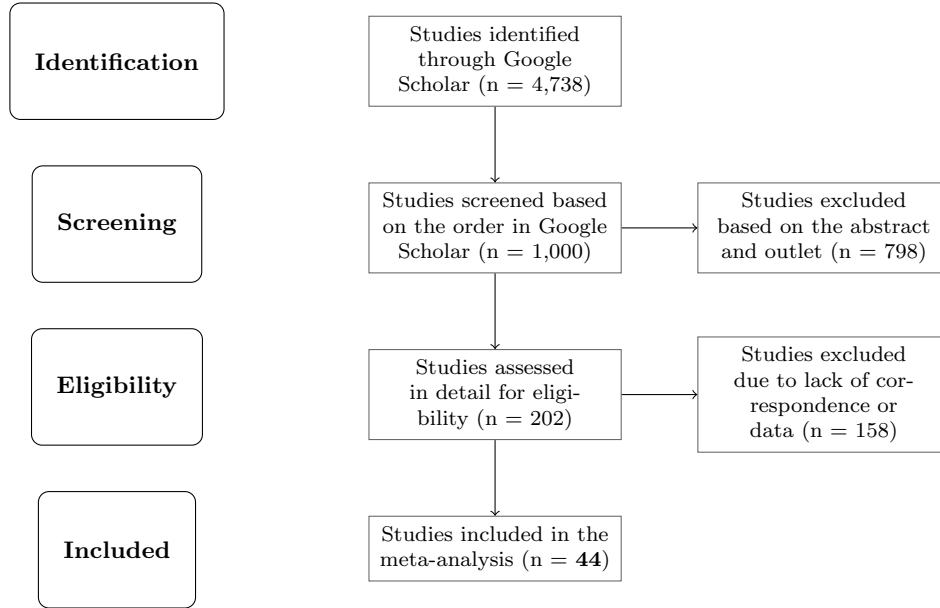 Identification
Studies identified
through Google
Scholar (n = 4,738)
Screening
Studies screened based
on the order in Google
Scholar (n = 1,000)
Studies excluded
based on the abstract
and outlet (n = 798)
Eligibility
Studies assessed
in detail for eligi-
bility (n = 202)
Studies excluded
due to lack of cor-
respondence or
data (n = 158)
Included
Studies included in the
meta-analysis (n = 44)